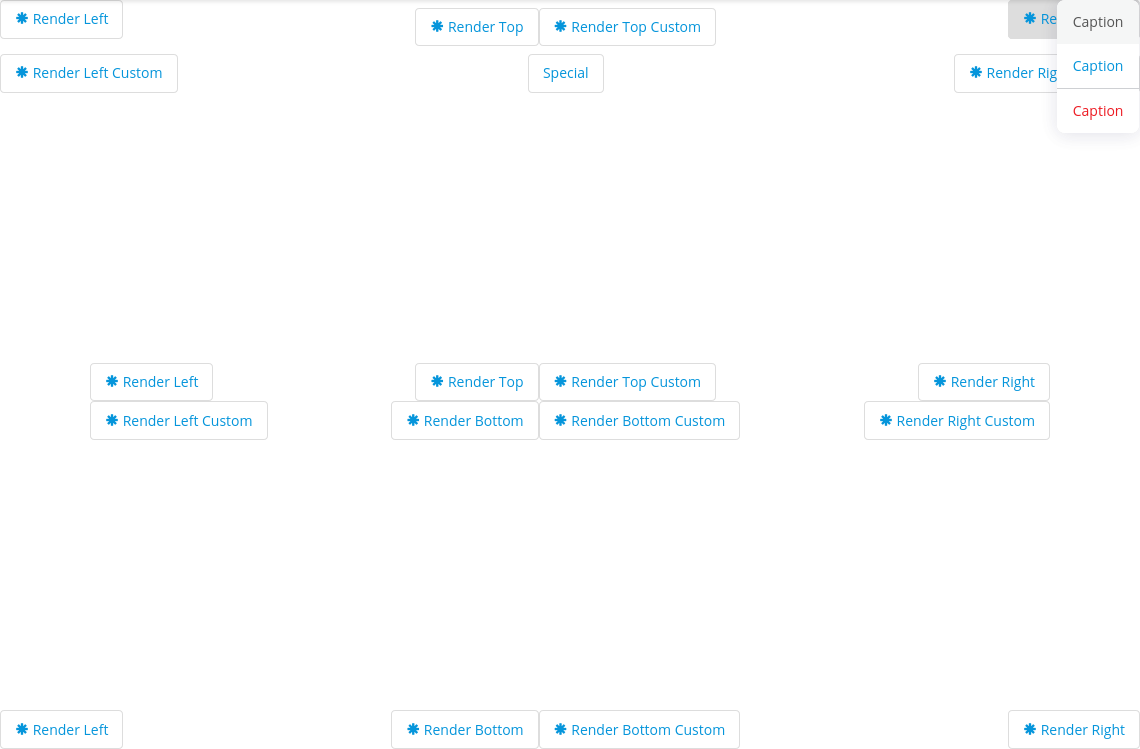 Render Left
Render Top
Render Top Custom
Re
Caption
Render Left Custom
Special
Render Rig
Caption
Caption
Render Left
Render Top
Render Top Custom
Render Right
Render Left Custom
Render Bottom
Render Bottom Custom
Render Right Custom
Render Left
Render Bottom
Render Bottom Custom
Render Right